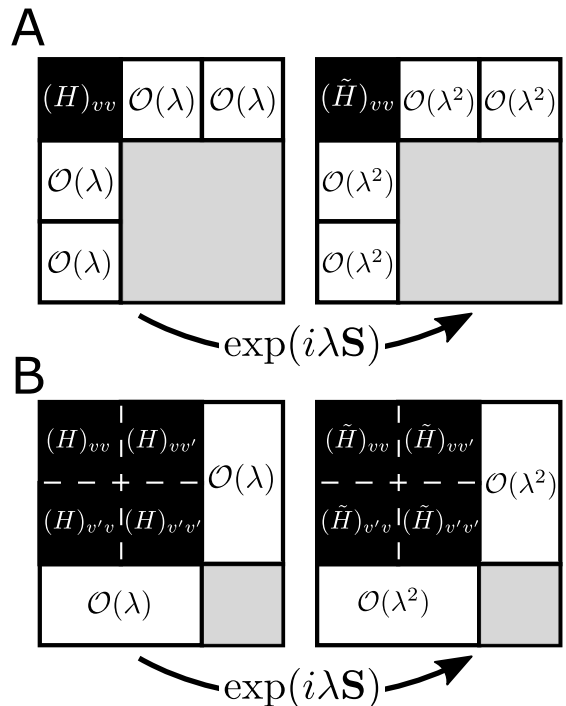 A
(H)ᵥᵥ 𝒪(λ) 𝒪(λ) (H̃)ᵥᵥ 𝒪(λ²) 𝒪(λ²)
𝒪(λ) 𝒪(λ²)
𝒪(λ) 𝒪(λ²)
exp(iλS)
B
(H)ᵥᵥ (H)ᵥᵥ′ (H̃)ᵥᵥ (H̃)ᵥᵥ′
𝒪(λ) 𝒪(λ²)
(H)ᵥ′ᵥ (H)ᵥ′ᵥ′ (H̃)ᵥ′ᵥ (H̃)ᵥ′ᵥ′
𝒪(λ) 𝒪(λ²)
exp(iλS)